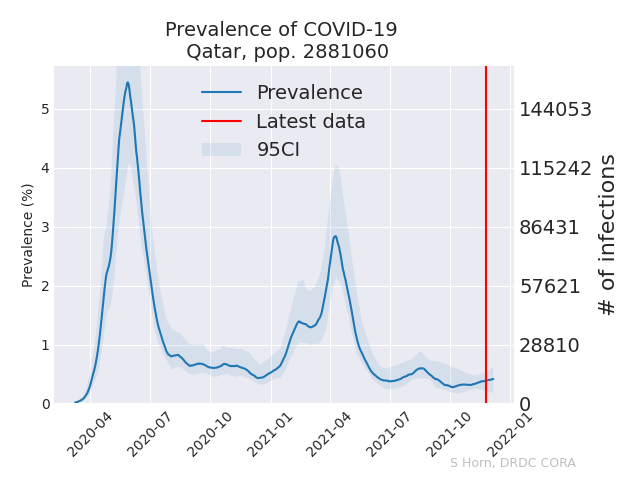 Prevalence of COVID-19
Qatar, pop. 2881060
Prevalence
Latest data
95CI
Prevalence (%)
5
4
3
2
1
0
144053
115242
86431
57621
28810
0
# of infections
2020-04
2020-07
2020-10
2021-01
2021-04
2021-07
2021-10
2022-01
S Horn, DRDC CORA